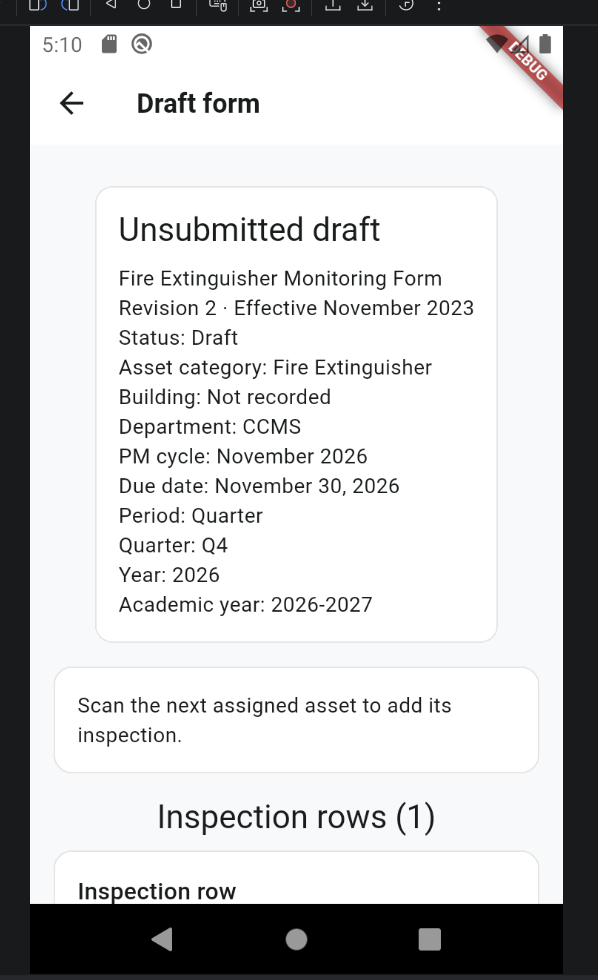 5:10
DEBUG
Draft form
Unsubmitted draft
Fire Extinguisher Monitoring Form
Revision 2 · Effective November 2023
Status: Draft
Asset category: Fire Extinguisher
Building: Not recorded
Department: CCMS
PM cycle: November 2026
Due date: November 30, 2026
Period: Quarter
Quarter: Q4
Year: 2026
Academic year: 2026-2027
Scan the next assigned asset to add its
inspection.
Inspection rows (1)
Inspection row